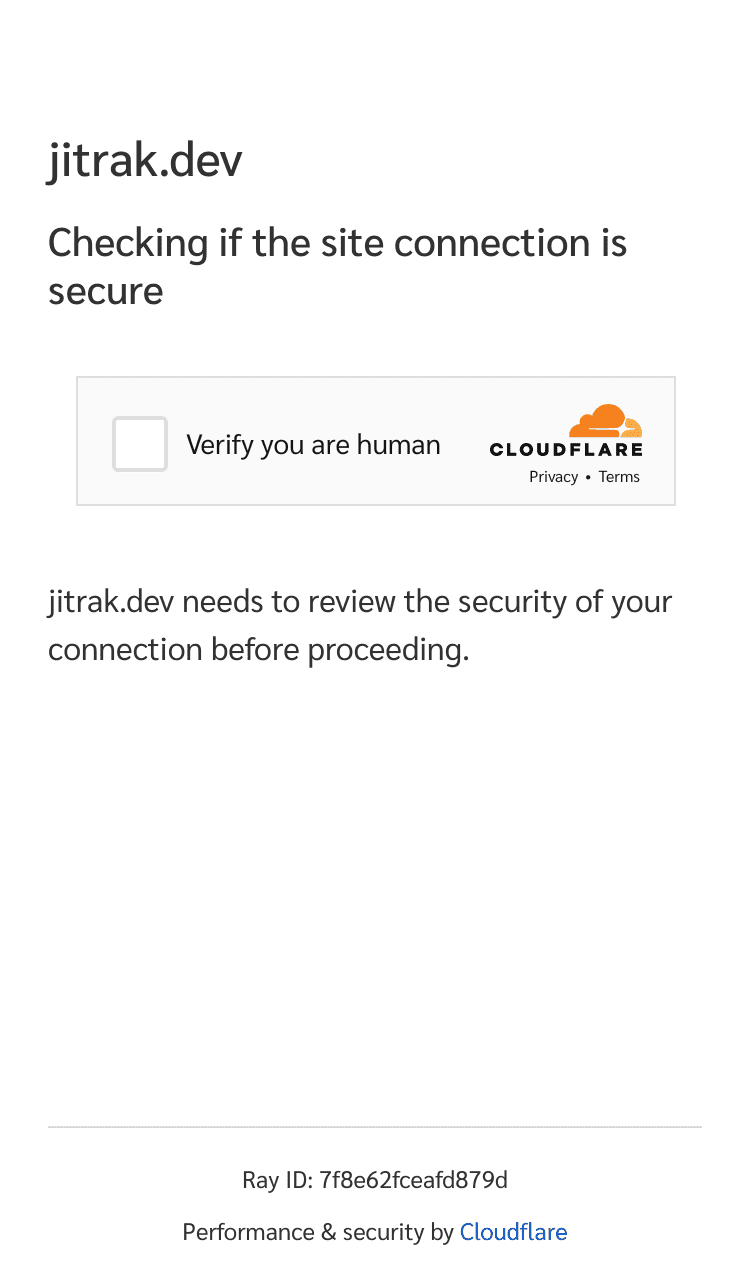 jitrak.dev
Checking if the site connection is
secure
Verify you are human
CLOUDFLARE
Privacy • Terms
jitrak.dev needs to review the security of your
connection before proceeding.
Ray ID: 7f8e62fceafd879d
Performance & security by Cloudflare